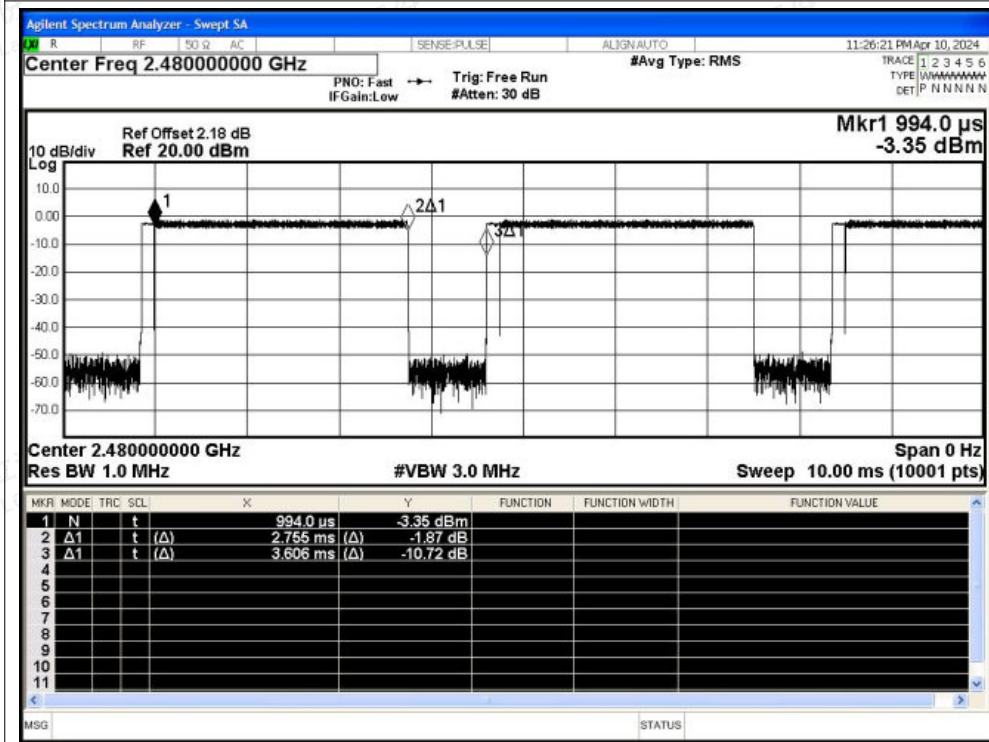 Agilent Spectrum Analyzer - Swept SA
LXI R RF 50 Ω AC SENSE:PULSE ALIGN AUTO 11:26:21 PM Apr 10, 2024
Center Freq 2.480000000 GHz #Avg Type: RMS TRACE 1 2 3 4 5 6
PNO: Fast Trig: Free Run TYPE WWWWWW
IFGain:Low #Atten: 30 dB DET P N N N N N
Mkr1 994.0 µs
Ref Offset 2.18 dB
10 dB/div Ref 20.00 dBm -3.35 dBm
Log
10.0
1 2Δ1
0.00
3Δ1
-10.0
-20.0
-30.0
-40.0
-50.0
-60.0
-70.0
Center 2.480000000 GHz Span 0 Hz
Res BW 1.0 MHz #VBW 3.0 MHz Sweep 10.00 ms (10001 pts)
MKR MODE TRC SCL X Y FUNCTION FUNCTION WIDTH FUNCTION VALUE
1 N t 994.0 µs -3.35 dBm
2 Δ1 t (Δ) 2.755 ms (Δ) -1.87 dB
3 Δ1 t (Δ) 3.606 ms (Δ) -10.72 dB
4
5
6
7
8
9
10
11
MSG STATUS